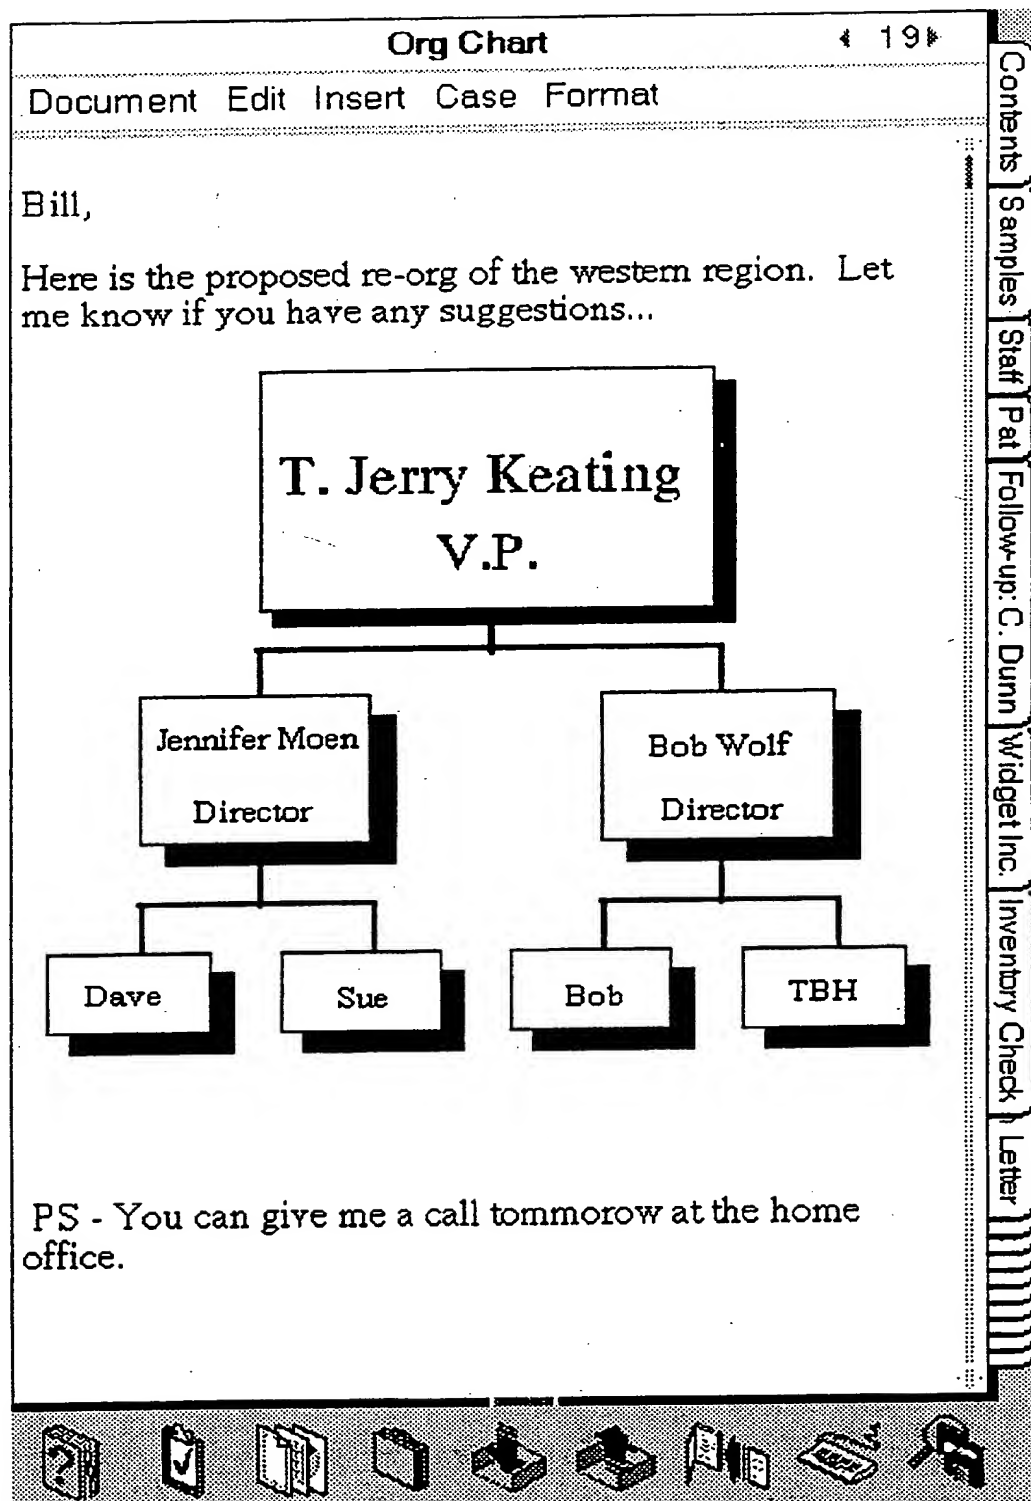 Org Chart
19
Document Edit Insert Case Format
Bill,
Here is the proposed re-org of the western region. Let
me know if you have any suggestions...
T. Jerry Keating
V.P.
Jennifer Moen
Director
Bob Wolf
Director
Dave
Sue
Bob
TBH
PS - You can give me a call tommorow at the home
office.
Contents
Samples
Staff
Pat
Follow-up: C. Dunn
Widget Inc.
Inventory Check
Letter
?